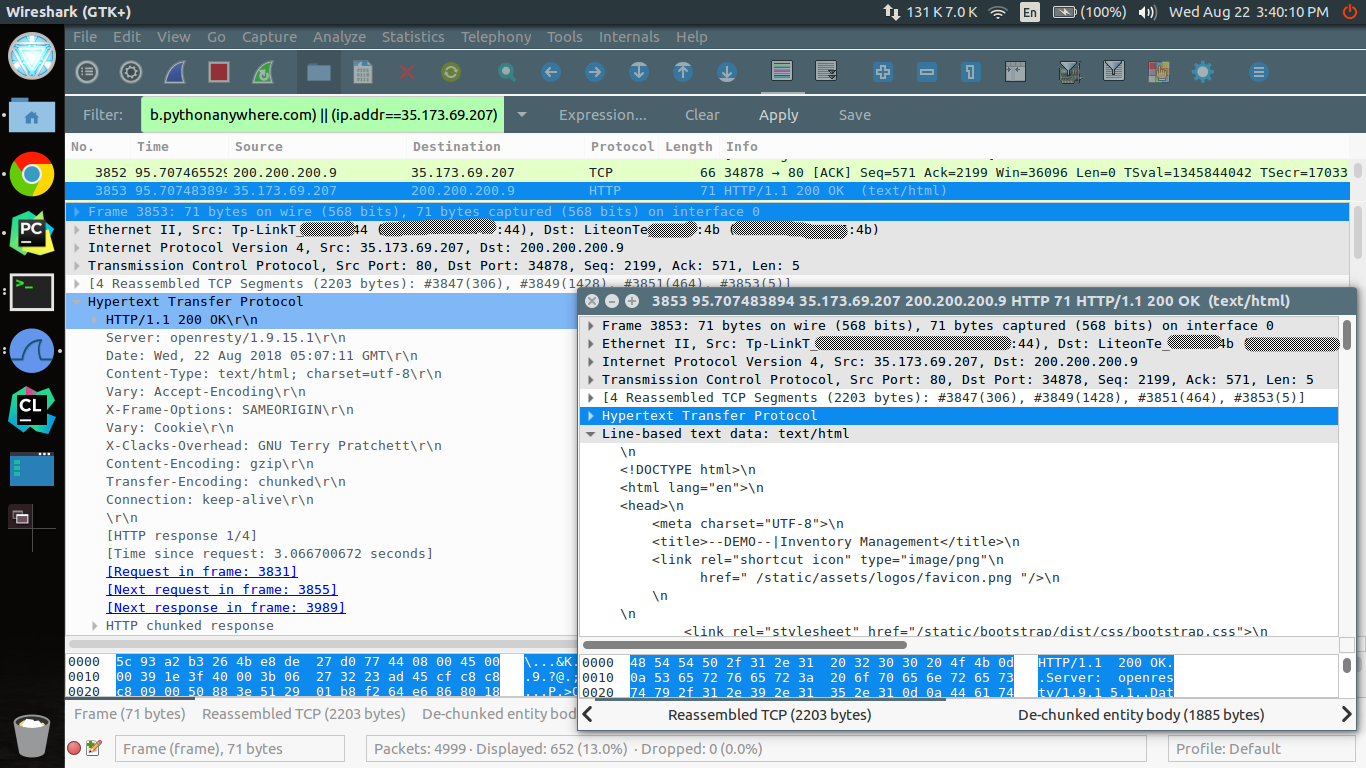 Wireshark (GTK+)
131 K 7.0 K En (100%) Wed Aug 22 3:40:10 PM
File Edit View Go Capture Analyze Statistics Telephony Tools Internals Help
Filter: b.pythonanywhere.com) || (ip.addr==35.173.69.207) Expression... Clear Apply Save
No. Time Source Destination Protocol Length Info
3852 95.707465529 200.200.200.9 35.173.69.207 TCP 66 34878 → 80 [ACK] Seq=571 Ack=2199 Win=36096 Len=0 TSval=1345844042 TSecr=17033
3853 95.707483894 35.173.69.207 200.200.200.9 HTTP 71 HTTP/1.1 200 OK (text/html)
Frame 3853: 71 bytes on wire (568 bits), 71 bytes captured (568 bits) on interface 0
Ethernet II, Src: Tp-LinkT_ 44 ( :44), Dst: LiteonTe :4b ( :4b)
Internet Protocol Version 4, Src: 35.173.69.207, Dst: 200.200.200.9
Transmission Control Protocol, Src Port: 80, Dst Port: 34878, Seq: 2199, Ack: 571, Len: 5
[4 Reassembled TCP Segments (2203 bytes): #3847(306), #3849(1428), #3851(464), #3853(5)]
Hypertext Transfer Protocol
HTTP/1.1 200 OK\r\n
Server: openresty/1.9.15.1\r\n
Date: Wed, 22 Aug 2018 05:07:11 GMT\r\n
Content-Type: text/html; charset=utf-8\r\n
Vary: Accept-Encoding\r\n
X-Frame-Options: SAMEORIGIN\r\n
Vary: Cookie\r\n
X-Clacks-Overhead: GNU Terry Pratchett\r\n
Content-Encoding: gzip\r\n
Transfer-Encoding: chunked\r\n
Connection: keep-alive\r\n
\r\n
[HTTP response 1/4]
[Time since request: 3.066700672 seconds]
[Request in frame: 3831]
[Next request in frame: 3855]
[Next response in frame: 3989]
HTTP chunked response
0000 5c 93 a2 b3 26 4b e8 de 27 d0 77 44 08 00 45 00 \...&K.
0010 00 39 1e 3f 40 00 3b 06 27 32 23 ad 45 cf c8 c8 .9.?@.;
0020 c8 09 00 50 88 3e 51 29 01 b8 f2 64 e6 86 80 18 ...P.>Q
Frame (71 bytes) Reassembled TCP (2203 bytes) De-chunked entity bod
Frame (frame), 71 bytes Packets: 4999 · Displayed: 652 (13.0%) · Dropped: 0 (0.0%) Profile: Default
3853 95.707483894 35.173.69.207 200.200.200.9 HTTP 71 HTTP/1.1 200 OK (text/html)
Frame 3853: 71 bytes on wire (568 bits), 71 bytes captured (568 bits) on interface 0
Ethernet II, Src: Tp-LinkT_ :44), Dst: LiteonTe_ 4b
Internet Protocol Version 4, Src: 35.173.69.207, Dst: 200.200.200.9
Transmission Control Protocol, Src Port: 80, Dst Port: 34878, Seq: 2199, Ack: 571, Len: 5
[4 Reassembled TCP Segments (2203 bytes): #3847(306), #3849(1428), #3851(464), #3853(5)]
Hypertext Transfer Protocol
Line-based text data: text/html
\n
<!DOCTYPE html>\n
<html lang="en">\n
<head>\n
<meta charset="UTF-8">\n
<title>--DEMO--|Inventory Management</title>\n
<link rel="shortcut icon" type="image/png"\n
href=" /static/assets/logos/favicon.png "/>\n
\n
\n
<link rel="stylesheet" href="/static/bootstrap/dist/css/bootstrap.css">\n
0000 48 54 54 50 2f 31 2e 31 20 32 30 30 20 4f 4b 0d HTTP/1.1 200 OK.
0010 0a 53 65 72 76 65 72 3a 20 6f 70 65 6e 72 65 73 .Server: openres
0020 74 79 2f 31 2e 39 2e 31 35 2e 31 0d 0a 44 61 74 ty/1.9.1 5.1..Dat
Reassembled TCP (2203 bytes) De-chunked entity body (1885 bytes)
PC
>_
CL